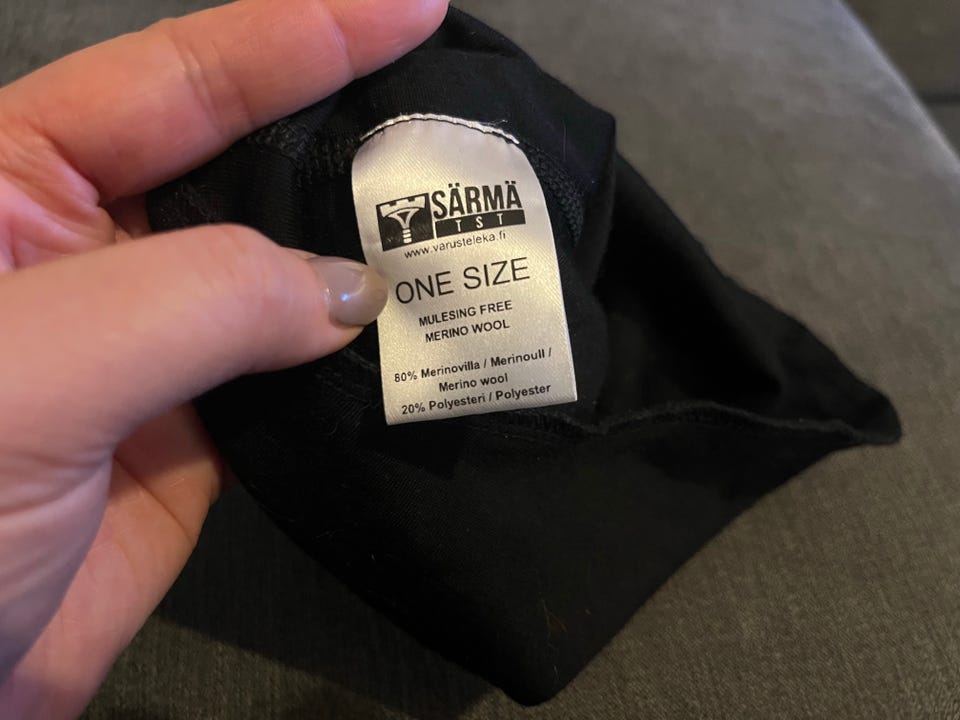 SÄRMÄ
TST
www.varusteleka.fi
ONE SIZE
MULESING FREE
MERINO WOOL
80% Merinovilla / Merinoull /
Merino wool
20% Polyesteri / Polyester